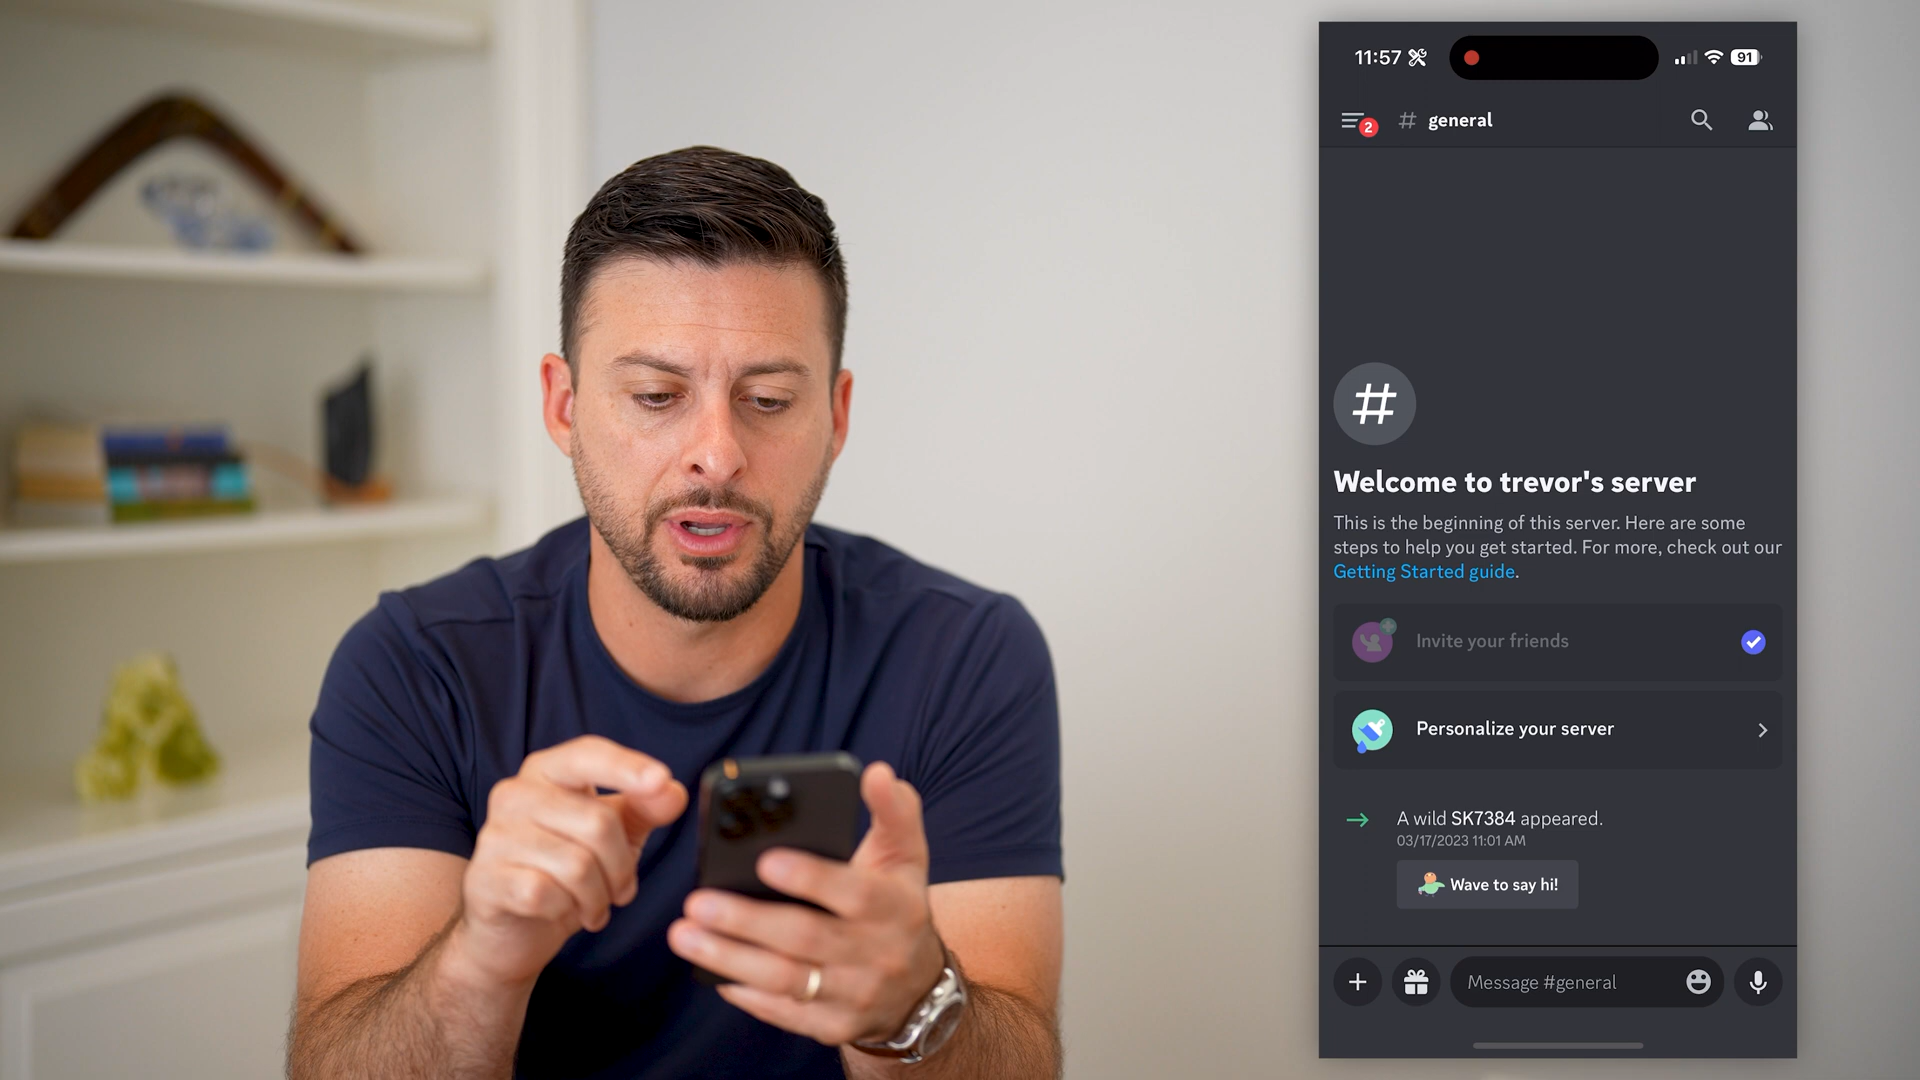 11:57
91
2
# general
#
Welcome to trevor's server
This is the beginning of this server. Here are some
steps to help you get started. For more, check out our
Getting Started guide.
Invite your friends
Personalize your server
A wild SK7384 appeared.
03/17/2023 11:01 AM
Wave to say hi!
Message #general